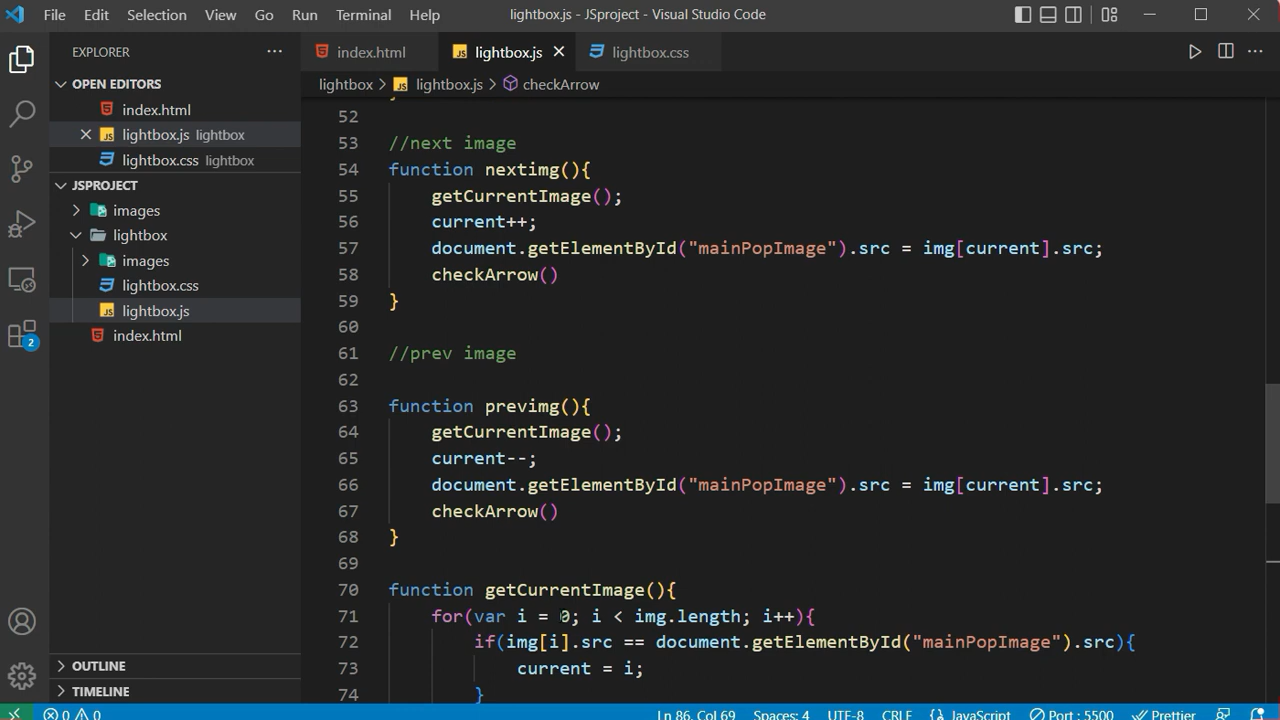 File Edit Selection View Go Run Terminal Help lightbox.js - JSproject - Visual Studio Code
EXPLORER
OPEN EDITORS
index.html
lightbox.js lightbox
lightbox.css lightbox
JSPROJECT
images
lightbox
images
lightbox.css
lightbox.js
index.html
OUTLINE
TIMELINE
2
index.html lightbox.js lightbox.css
lightbox > lightbox.js > checkArrow
52
53 //next image
54 function nextimg(){
55 getCurrentImage();
56 current++;
57 document.getElementById("mainPopImage").src = img[current].src;
58 checkArrow()
59 }
60
61 //prev image
62
63 function previmg(){
64 getCurrentImage();
65 current--;
66 document.getElementById("mainPopImage").src = img[current].src;
67 checkArrow()
68 }
69
70 function getCurrentImage(){
71 for(var i = 0; i < img.length; i++){
72 if(img[i].src == document.getElementById("mainPopImage").src){
73 current = i;
74 }
0 0 Ln 86, Col 69 Spaces: 4 UTF-8 CRLF {} JavaScript Port : 5500 Prettier